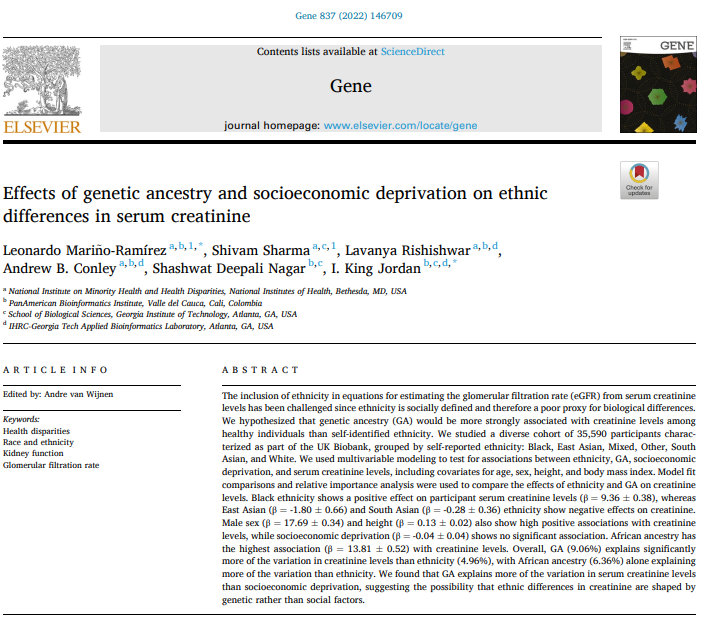 Gene 837 (2022) 146709
Contents lists available at ScienceDirect
Gene
journal homepage: www.elsevier.com/locate/gene
ELSEVIER
GENE
Check for
updates
Effects of genetic ancestry and socioeconomic deprivation on ethnic
differences in serum creatinine
Leonardo Mariño-Ramírez a,b,1,*, Shivam Sharma a,c,1, Lavanya Rishishwar a,b,d,
Andrew B. Conley a,b,d, Shashwat Deepali Nagar b,c, I. King Jordan b,c,d,*
a National Institute on Minority Health and Health Disparities, National Institutes of Health, Bethesda, MD, USA
b PanAmerican Bioinformatics Institute, Valle del Cauca, Cali, Colombia
c School of Biological Sciences, Georgia Institute of Technology, Atlanta, GA, USA
d IHRC-Georgia Tech Applied Bioinformatics Laboratory, Atlanta, GA, USA
ARTICLE INFO
Edited by: Andre van Wijnen
Keywords:
Health disparities
Race and ethnicity
Kidney function
Glomerular filtration rate
ABSTRACT
The inclusion of ethnicity in equations for estimating the glomerular filtration rate (eGFR) from serum creatinine
levels has been challenged since ethnicity is socially defined and therefore a poor proxy for biological differences.
We hypothesized that genetic ancestry (GA) would be more strongly associated with creatinine levels among
healthy individuals than self-identified ethnicity. We studied a diverse cohort of 35,590 participants charac-
terized as part of the UK Biobank, grouped by self-reported ethnicity: Black, East Asian, Mixed, Other, South
Asian, and White. We used multivariable modeling to test for associations between ethnicity, GA, socioeconomic
deprivation, and serum creatinine levels, including covariates for age, sex, height, and body mass index. Model fit
comparisons and relative importance analysis were used to compare the effects of ethnicity and GA on creatinine
levels. Black ethnicity shows a positive effect on participant serum creatinine levels (β = 9.36 ± 0.38), whereas
East Asian (β = -1.80 ± 0.66) and South Asian (β = -0.28 ± 0.36) ethnicity show negative effects on creatinine.
Male sex (β = 17.69 ± 0.34) and height (β = 0.13 ± 0.02) also show high positive associations with creatinine
levels, while socioeconomic deprivation (β = -0.04 ± 0.04) shows no significant association. African ancestry has
the highest association (β = 13.81 ± 0.52) with creatinine levels. Overall, GA (9.06%) explains significantly
more of the variation in creatinine levels than ethnicity (4.96%), with African ancestry (6.36%) alone explaining
more of the variation than ethnicity. We found that GA explains more of the variation in serum creatinine levels
than socioeconomic deprivation, suggesting the possibility that ethnic differences in creatinine are shaped by
genetic rather than social factors.